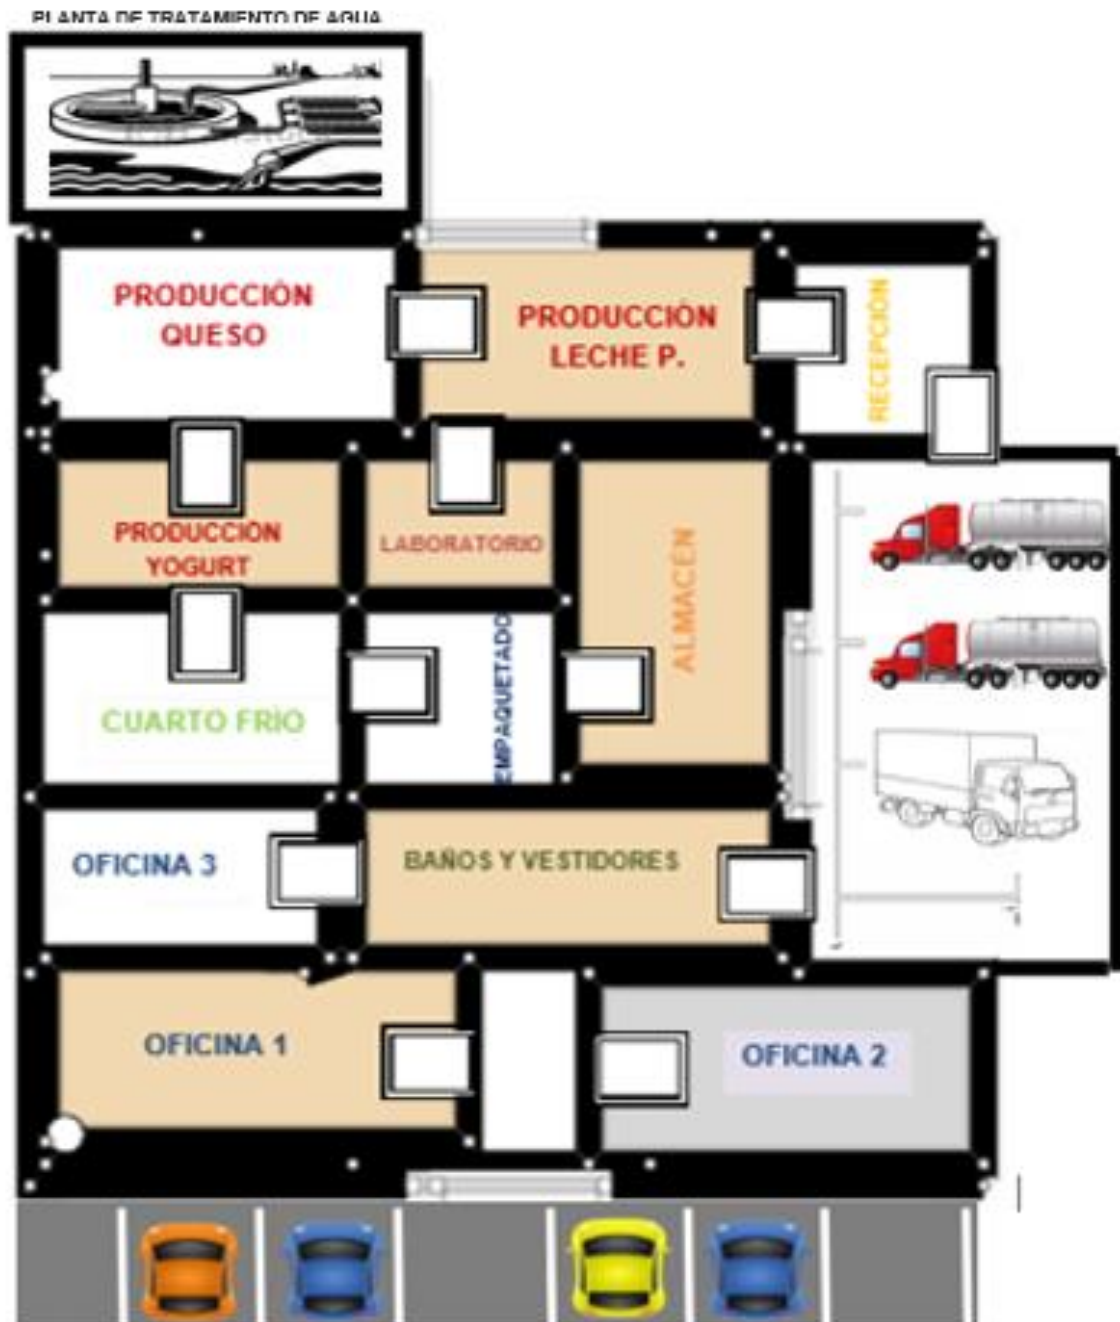 PLANTA DE TRATAMIENTO DE AGUA
PRODUCCIÓN
QUESO
PRODUCCIÓN
LECHE P.
RECEPCIÓN
PRODUCCIÓN
YOGURT
LABORATORIO
ALMACÉN
CUARTO FRÍO
EMPAQUETADO
OFICINA 3
BAÑOS Y VESTIDORES
OFICINA 1
OFICINA 2